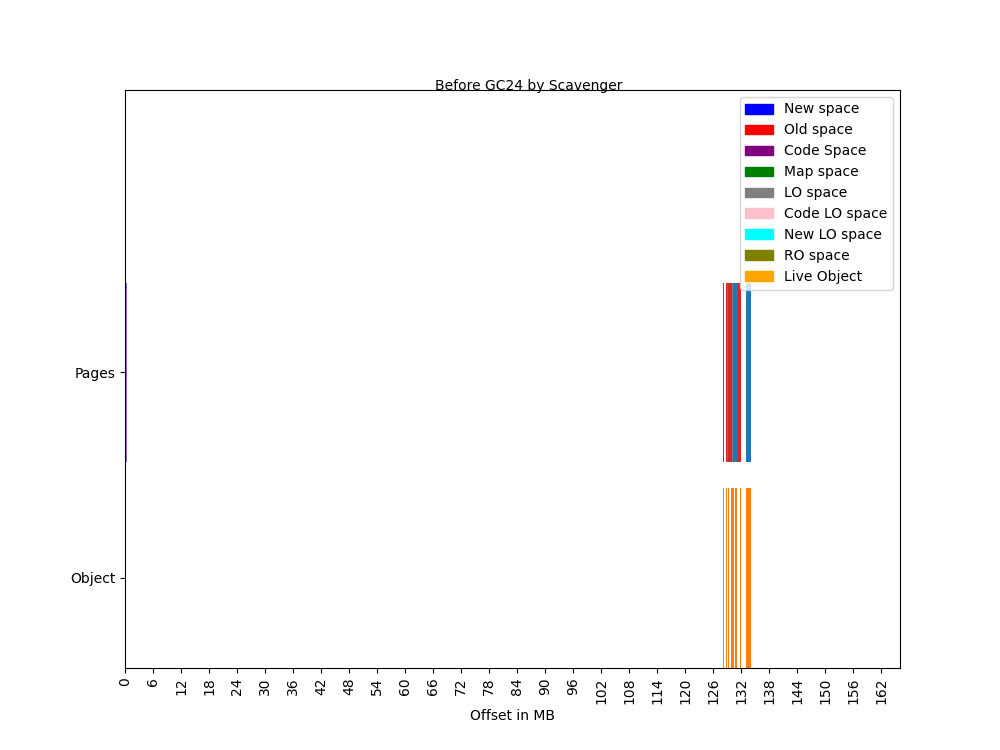 Before GC24 by Scavenger
New space
Old space
Code Space
Map space
LO space
Code LO space
New LO space
RO space
Live Object
Pages
Object
0 6 12 18 24 30 36 42 48 54 60 66 72 78 84 90 96 102 108 114 120 126 132 138 144 150 156 162
Offset in MB